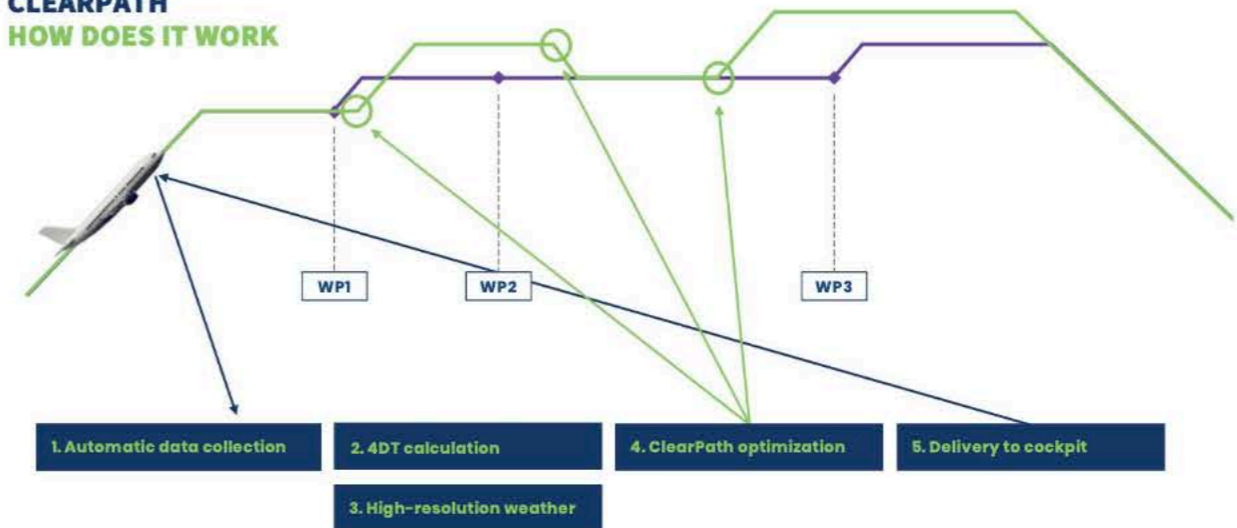 CLEARPATH
HOW DOES IT WORK
WP1
WP2
WP3
1. Automatic data collection
2. 4DT calculation
4. ClearPath optimization
5. Delivery to cockpit
3. High-resolution weather